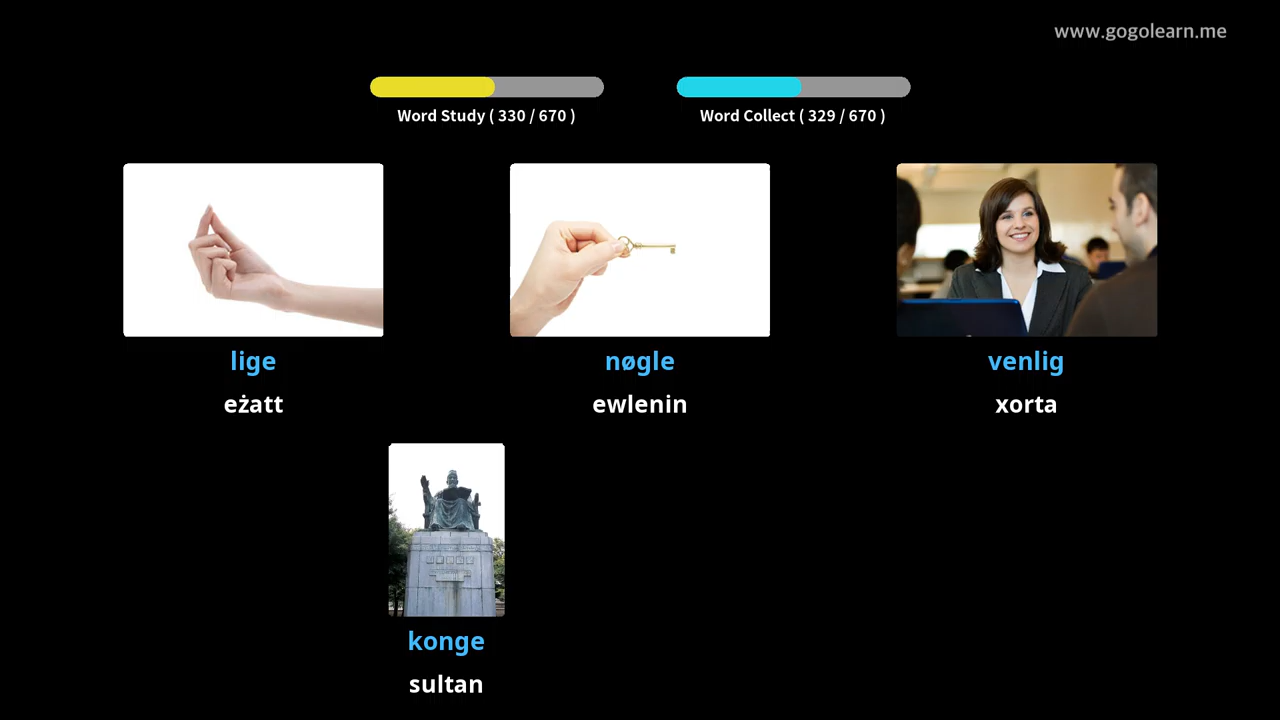 www.gogolearn.me
Word Study ( 330 / 670 )
Word Collect ( 329 / 670 )
lige
nøgle
venlig
eżatt
ewlenin
xorta
konge
sultan